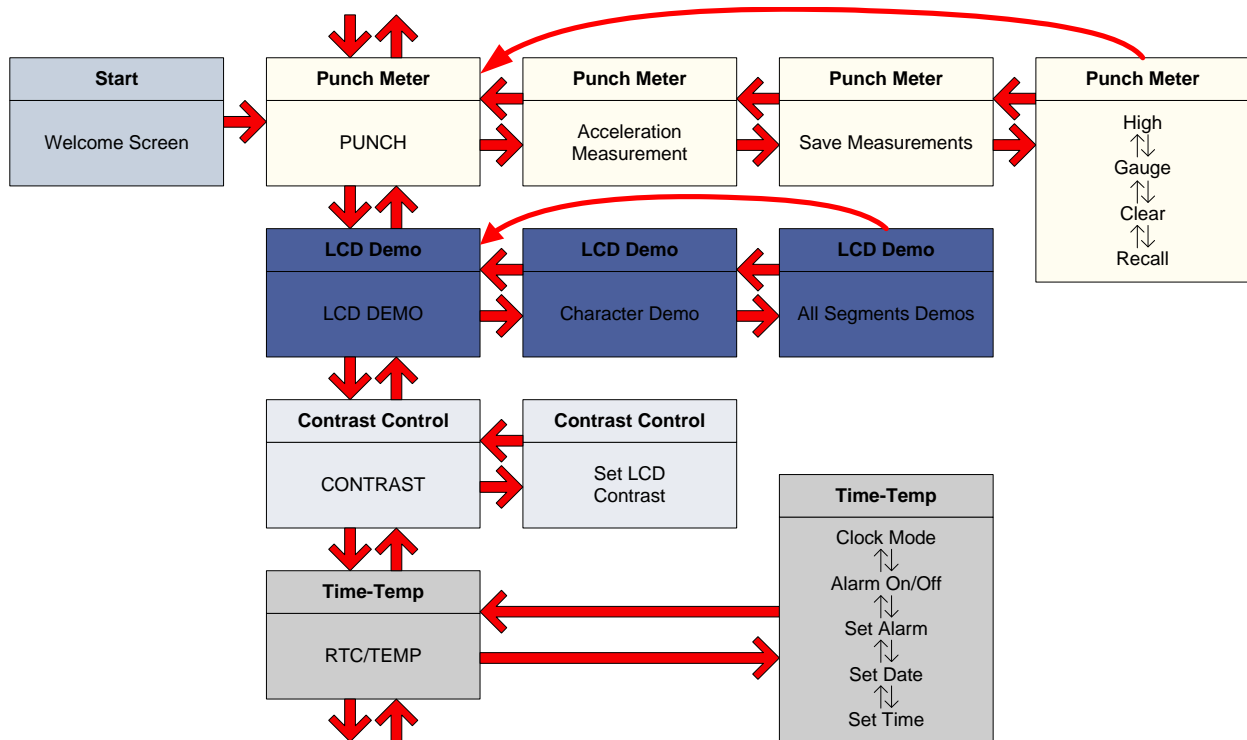 Start
Welcome Screen
Punch Meter
PUNCH
Punch Meter
Acceleration
Measurement
Punch Meter
Save Measurements
Punch Meter
High
Gauge
Clear
Recall
LCD Demo
LCD DEMO
LCD Demo
Character Demo
LCD Demo
All Segments Demos
Contrast Control
CONTRAST
Contrast Control
Set LCD
Contrast
Time-Temp
RTC/TEMP
Time-Temp
Clock Mode
Alarm On/Off
Set Alarm
Set Date
Set Time